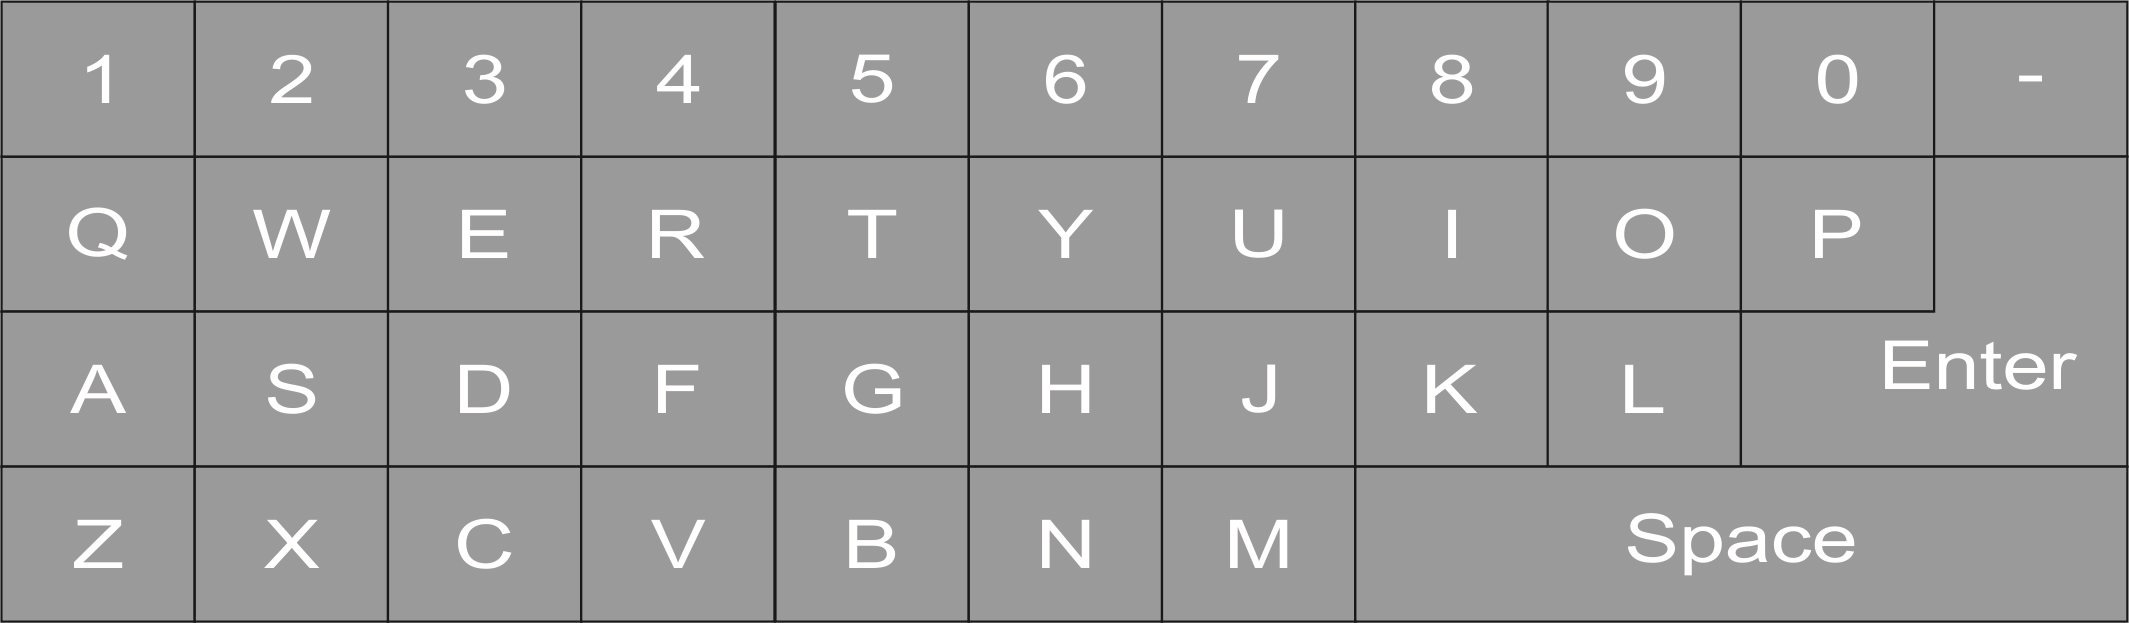 1 2 3 4 5 6 7 8 9 0 -
Q W E R T Y U I O P
A S D F G H J K L Enter
Z X C V B N M Space